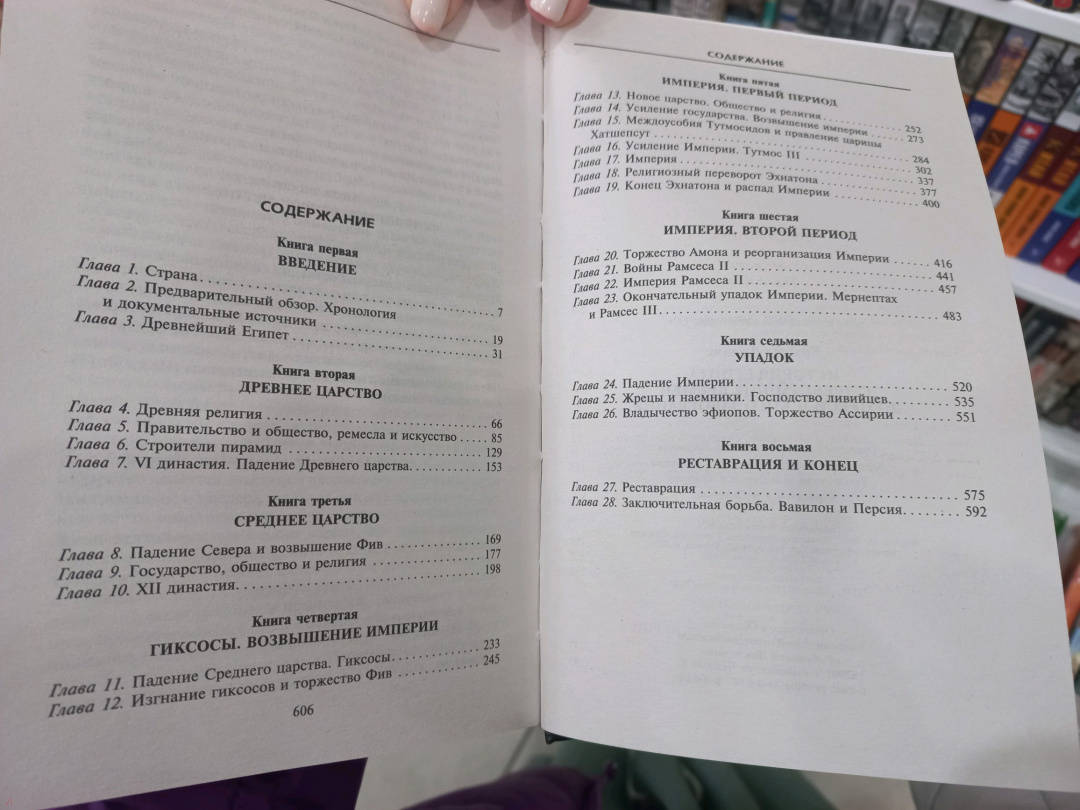 СОДЕРЖАНИЕ
Книга первая
ВВЕДЕНИЕ
Глава 1. Страна . . . . . . . . . . 7
Глава 2. Предварительный обзор. Хронология
и документальные источники . . . . . . . . . . 19
Глава 3. Древнейший Египет . . . . . . . . . . 31
Книга вторая
ДРЕВНЕЕ ЦАРСТВО
Глава 4. Древняя религия . . . . . . . . . . 66
Глава 5. Правительство и общество, ремесла и искусство . . . . . 85
Глава 6. Строители пирамид . . . . . . . . . . 129
Глава 7. VI династия. Падение Древнего царства. . . . . . . . . . 153
Книга третья
СРЕДНЕЕ ЦАРСТВО
Глава 8. Падение Севера и возвышение Фив . . . . . . . . . . 169
Глава 9. Государство, общество и религия . . . . . . . . . . 177
Глава 10. XII династия. . . . . . . . . . 198
Книга четвертая
ГИКСОСЫ. ВОЗВЫШЕНИЕ ИМПЕРИИ
Глава 11. Падение Среднего царства. Гиксосы. . . . . . . . . . 233
Глава 12. Изгнание гиксосов и торжество Фив . . . . . . . . . . 245
606
СОДЕРЖАНИЕ
Книга пятая
ИМПЕРИЯ. ПЕРВЫЙ ПЕРИОД
Глава 13. Новое царство. Общество и религия . . . . . . . . . . 252
Глава 14. Усиление государства. Возвышение империи . . . . . 273
Глава 15. Междоусобия Тутмосидов и правление царицы
Хатшепсут . . . . . . . . . . 284
Глава 16. Усиление Империи. Тутмос III . . . . . . . . . . 302
Глава 17. Империя . . . . . . . . . . 337
Глава 18. Религиозный переворот Эхнатона . . . . . . . . . . 377
Глава 19. Конец Эхнатона и распад Империи . . . . . . . . . . 400
Книга шестая
ИМПЕРИЯ. ВТОРОЙ ПЕРИОД
Глава 20. Торжество Амона и реорганизация Империи . . . . . 416
Глава 21. Войны Рамсеса II . . . . . . . . . . 441
Глава 22. Империя Рамсеса II . . . . . . . . . . 457
Глава 23. Окончательный упадок Империи. Мернептах
и Рамсес III . . . . . . . . . . 483
Книга седьмая
УПАДОК
Глава 24. Падение Империи. . . . . . . . . . 520
Глава 25. Жрецы и наемники. Господство ливийцев. . . . . . . . . . 535
Глава 26. Владычество эфиопов. Торжество Ассирии . . . . . . . 551
Книга восьмая
РЕСТАВРАЦИЯ И КОНЕЦ
Глава 27. Реставрация . . . . . . . . . . 575
Глава 28. Заключительная борьба. Вавилон и Персия. . . . . . . . 592